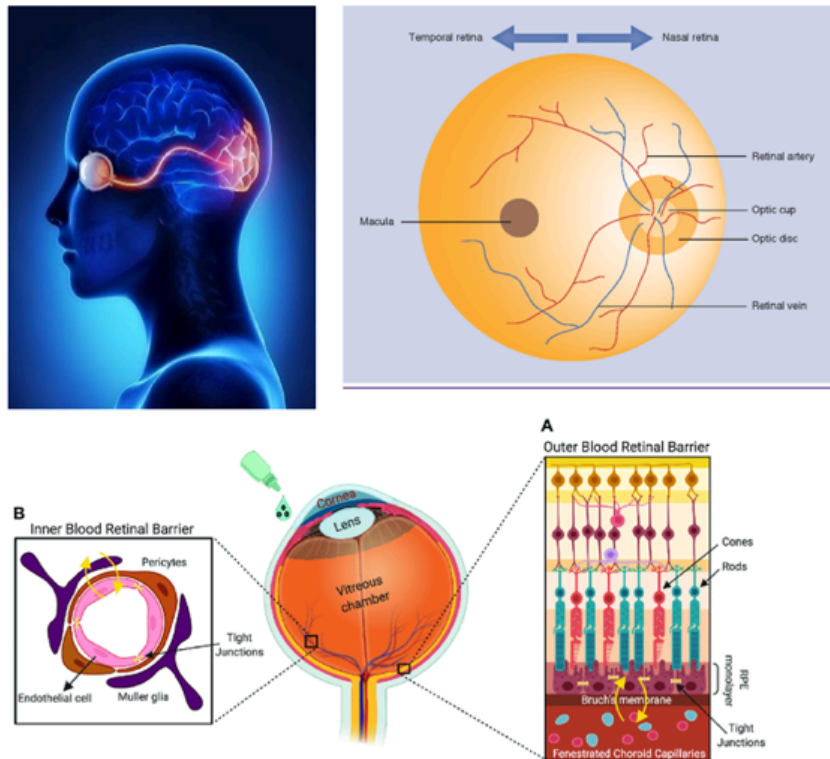 Temporal retina
Nasal retina
Retinal artery
Macula
Optic cup
Optic disc
Retinal vein
A
Outer Blood Retinal Barrier
B
Inner Blood Retinal Barrier
Pericytes
Tight
Junctions
Endothelial cell
Muller glia
Cornea
Lens
Vitreous
chamber
Cones
Rods
RPE
monolayer
Bruch's membrane
Tight
Junctions
Fenestrated Choroid Capillaries